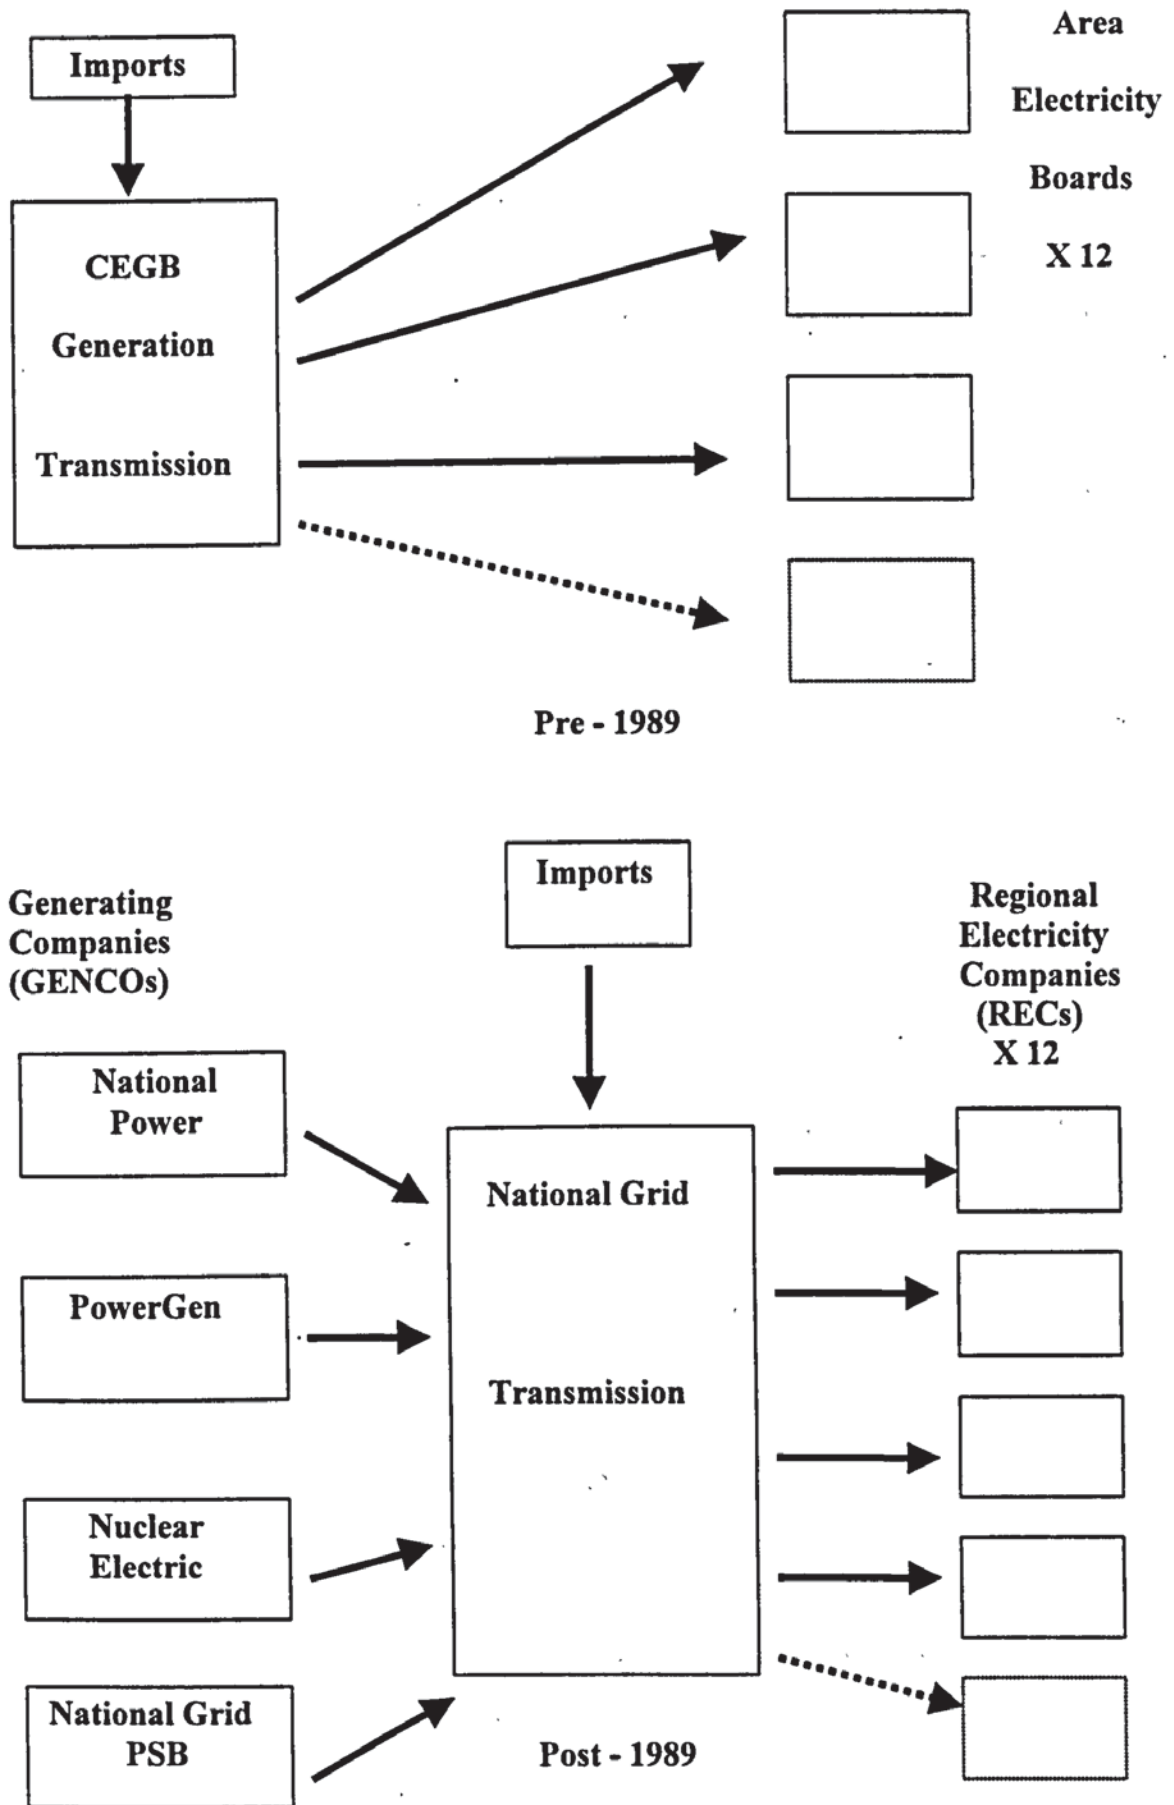 Imports
CEGB
Generation
Transmission
Area
Electricity
Boards
X 12
Pre - 1989
Generating
Companies
(GENCOs)
Imports
Regional
Electricity
Companies
(RECs)
X 12
National
Power
PowerGen
Nuclear
Electric
National Grid
PSB
National Grid
Transmission
Post - 1989